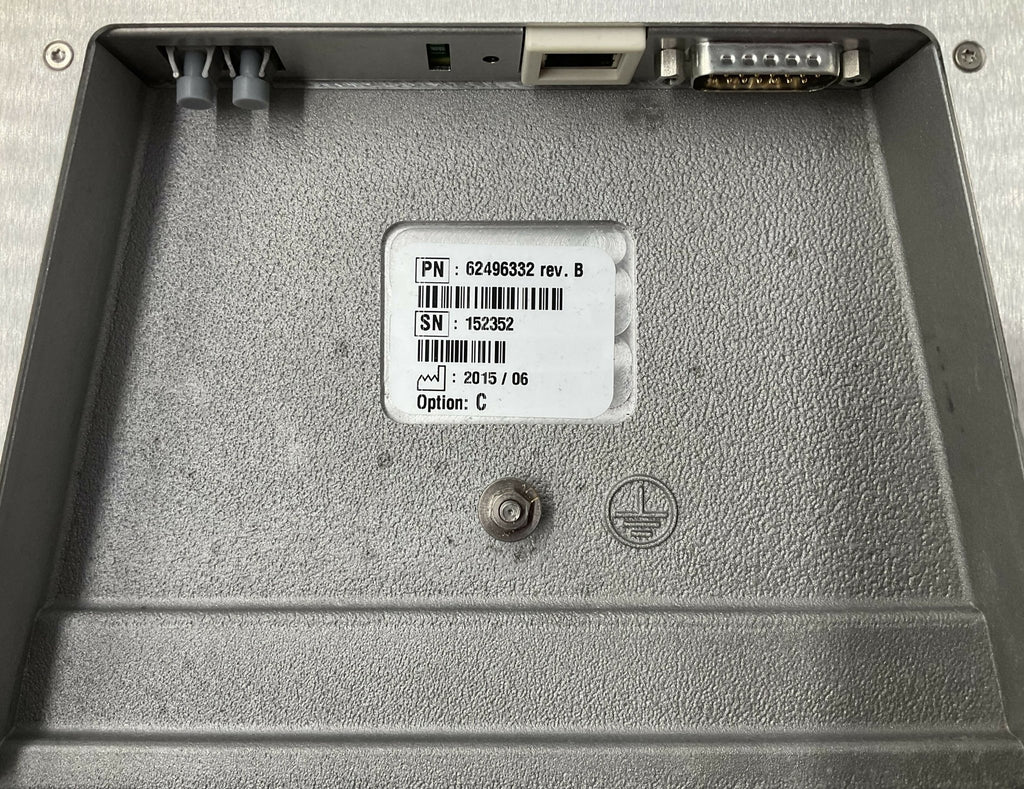 PN : 62496332 rev. B
SN : 152352
: 2015 / 06
Option: C